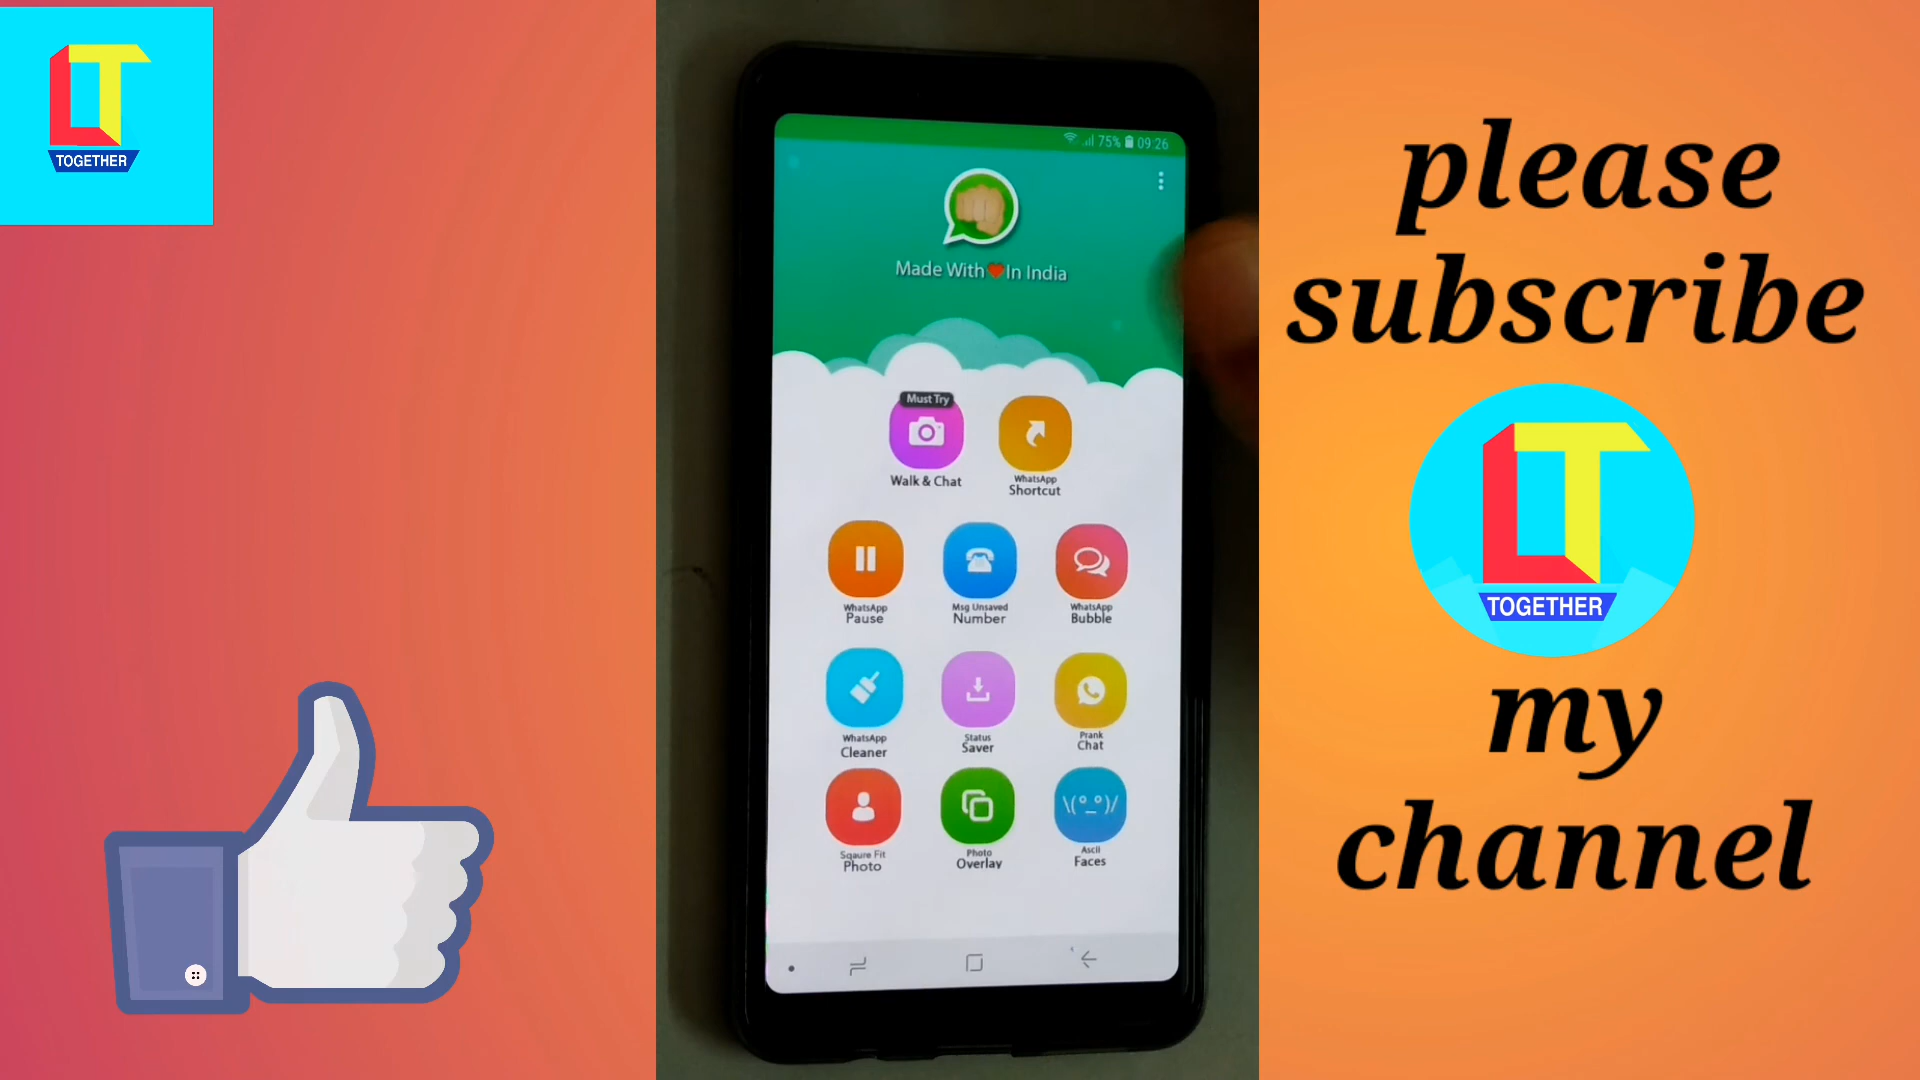 LT
TOGETHER
75% 09:26
Made With❤In India
Must Try
Walk & Chat
WhatsApp
Shortcut
WhatsApp
Pause
Msg Unsaved
Number
WhatsApp
Bubble
WhatsApp
Cleaner
Status
Saver
Prank
Chat
Sqaure Fit
Photo
Photo
Overlay
\(°_°)/
Ascii
Faces
please
subscribe
LT
TOGETHER
my
channel